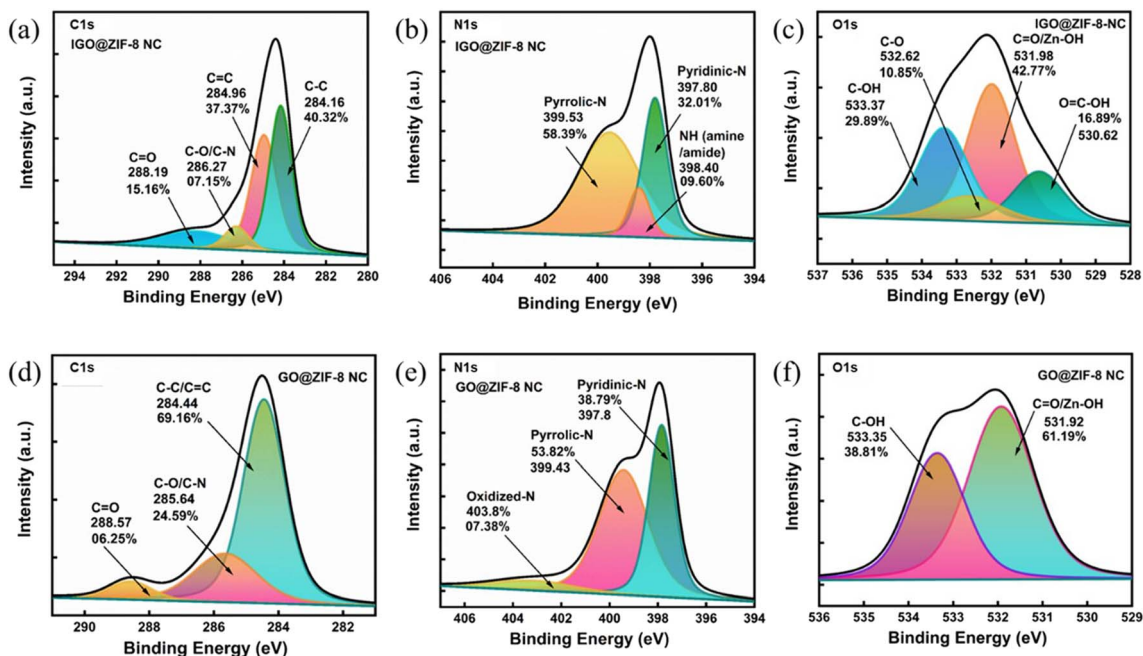 (a)
C1s
IGO@ZIF-8 NC
C=C
284.96
37.37%
C-C
284.16
40.32%
C-O/C-N
286.27
07.15%
C=O
288.19
15.16%
Intensity (a.u.)
294 292 290 288 286 284 282 280
Binding Energy (eV)
(b)
N1s
IGO@ZIF-8 NC
Pyridinic-N
397.80
32.01%
Pyrrolic-N
399.53
58.39%
NH (amine
/amide)
398.40
09.60%
Intensity (a.u.)
406 404 402 400 398 396 394
Binding Energy (eV)
(c)
O1s
IGO@ZIF-8-NC
C-O
532.62
10.85%
C=O/Zn-OH
531.98
42.77%
C-OH
533.37
29.89%
O=C-OH
16.89%
530.62
Intensity (a.u.)
537 536 535 534 533 532 531 530 529 528
Binding Energy (eV)
(d)
C1s
GO@ZIF-8 NC
C-C/C=C
284.44
69.16%
C-O/C-N
285.64
24.59%
C=O
288.57
06.25%
Intensity (a.u.)
290 288 286 284 282
Binding Energy (eV)
(e)
N1s
GO@ZIF-8 NC
Pyridinic-N
38.79%
397.8
Pyrrolic-N
53.82%
399.43
Oxidized-N
403.8%
07.38%
Intensity (a.u.)
406 404 402 400 398 396 394
Binding Energy (eV)
(f)
O1s
GO@ZIF-8 NC
C=O/Zn-OH
531.92
61.19%
C-OH
533.35
38.81%
Intensity (a.u.)
536 535 534 533 532 531 530 529
Binding Energy (eV)